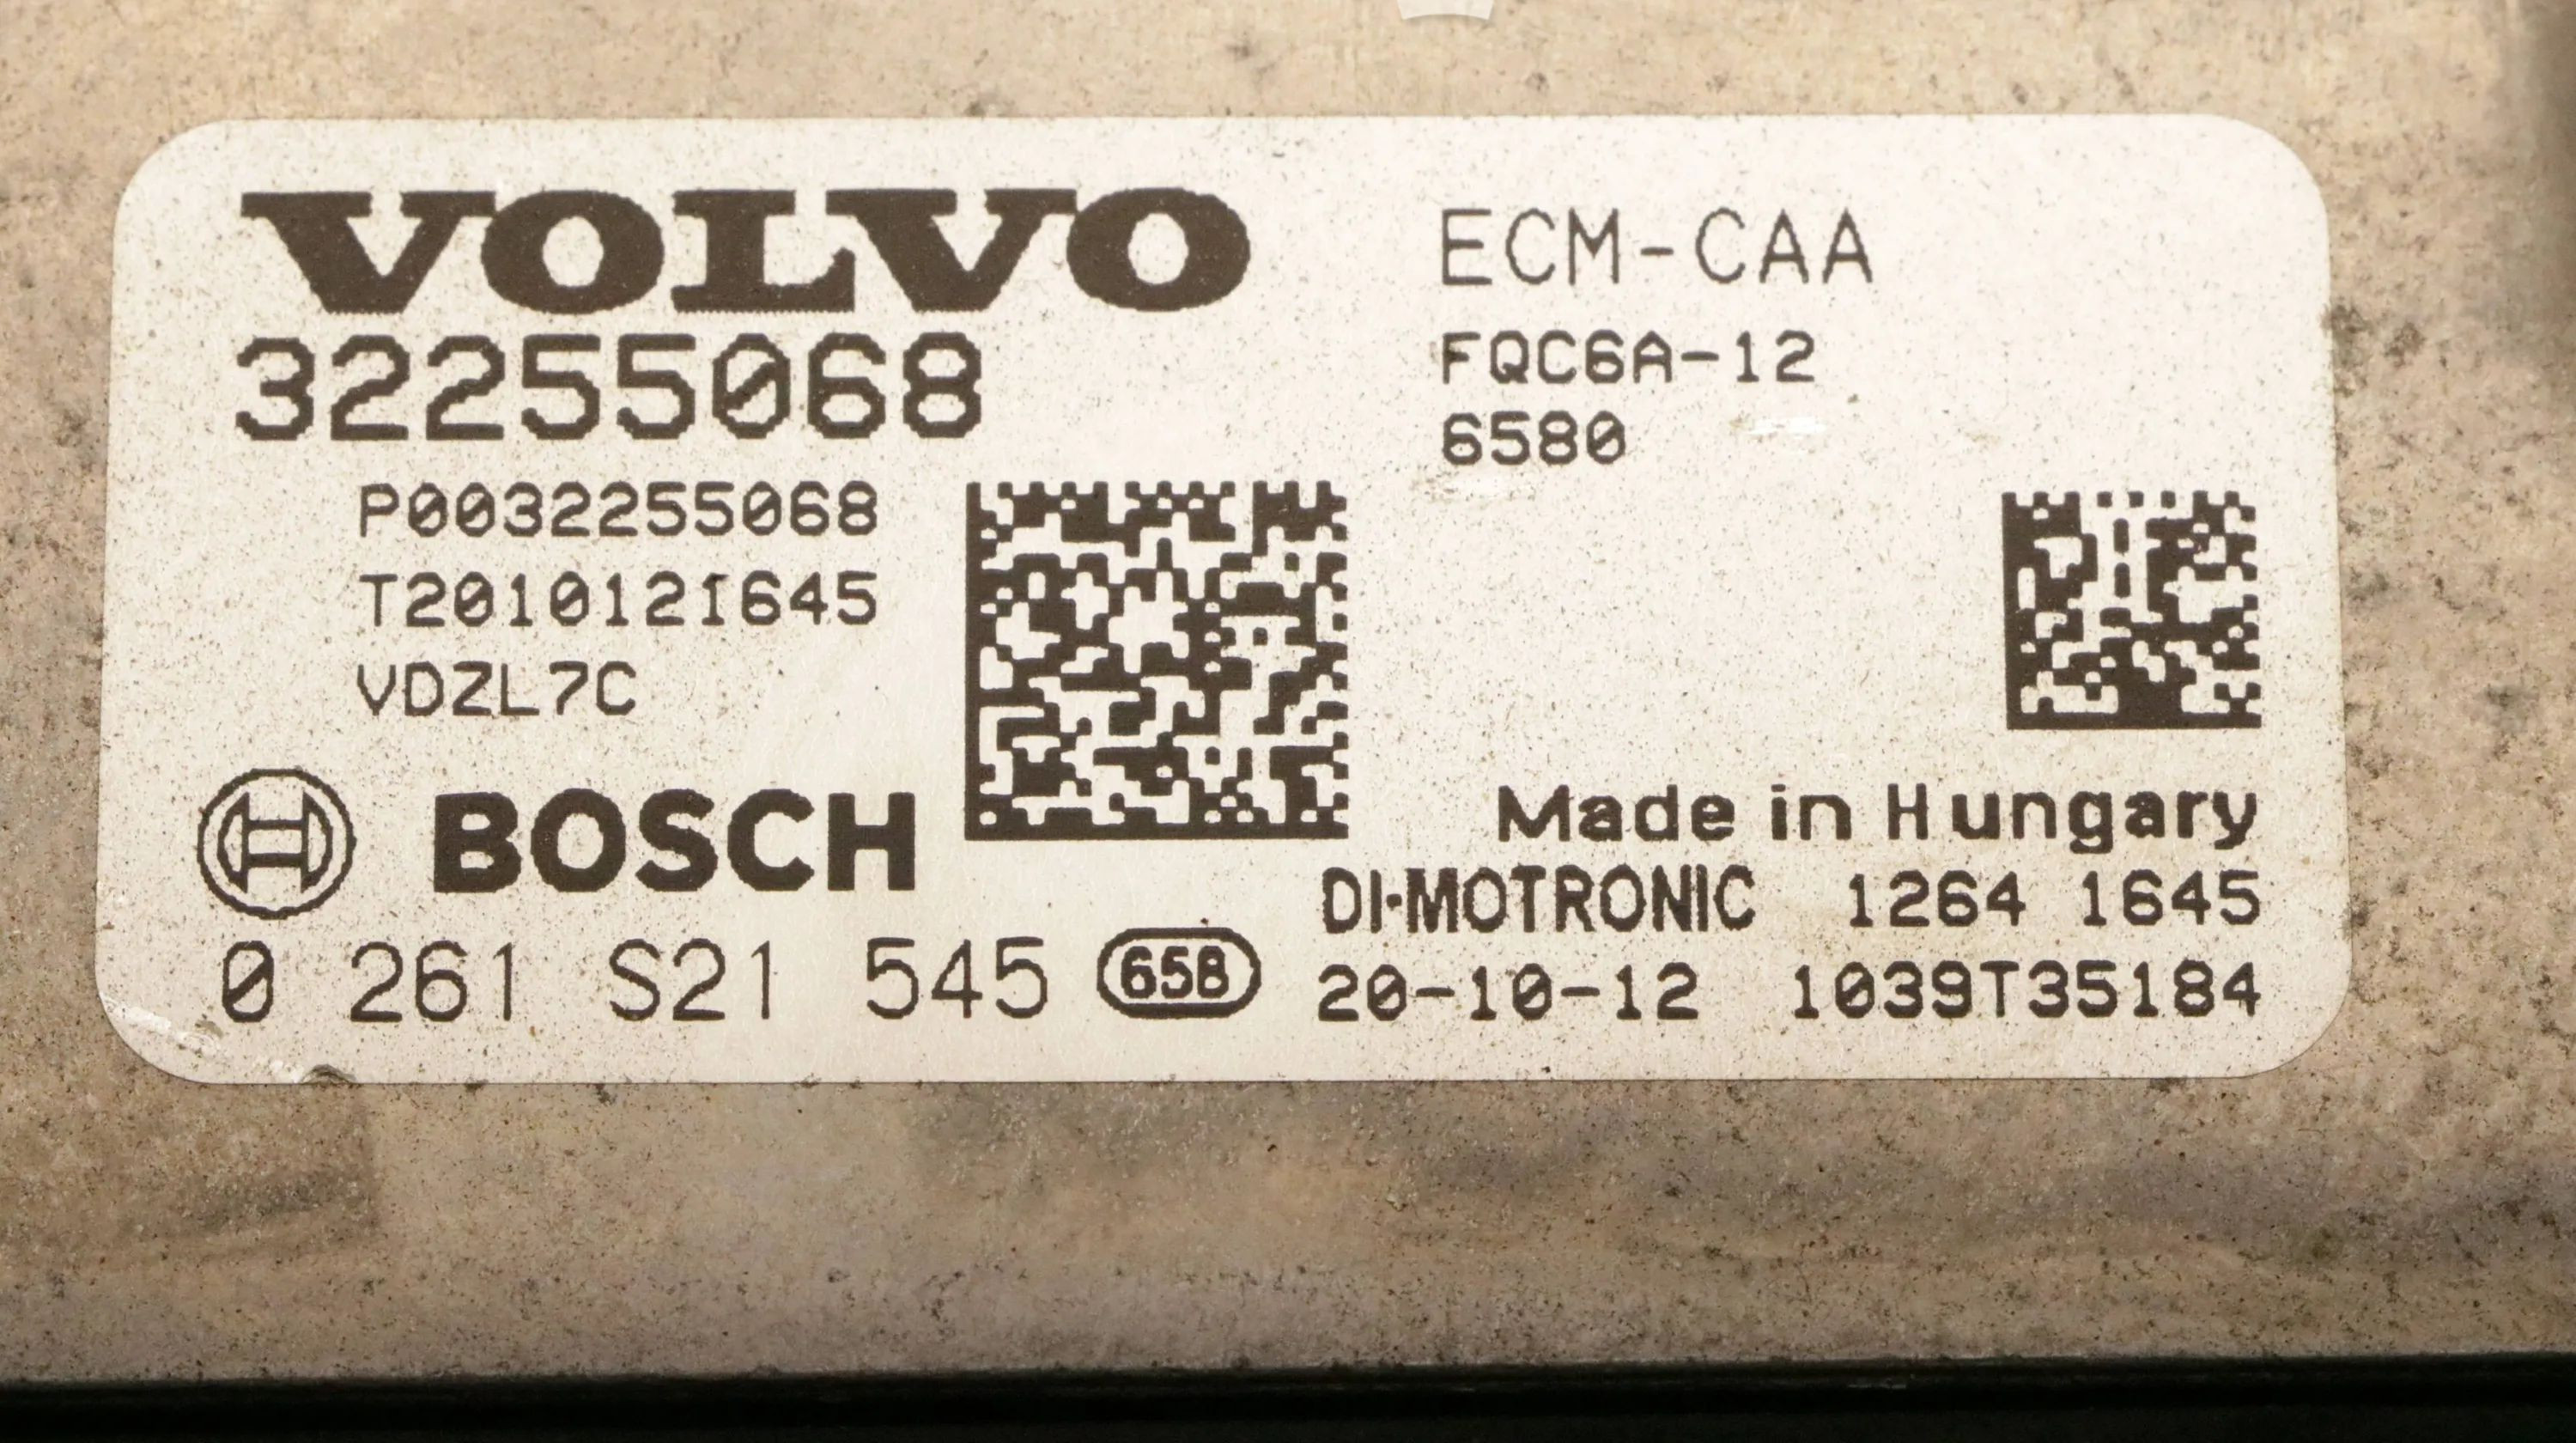 VOLVO
32255068
P0032255068
T2010121645
VDZL7C
BOSCH
0 261 S21 545 658
ECM-CAA
FQC6A-12
6580
Made in Hungary
DI·MOTRONIC 1264 1645
20-10-12 1039T35184